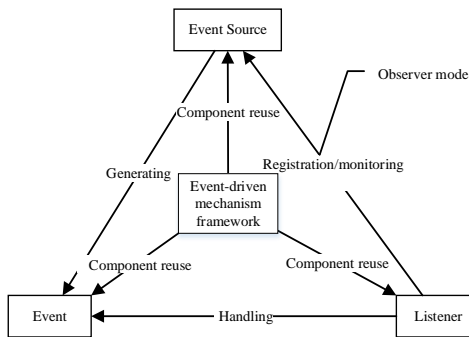 Event Source
Observer mode
Component reuse
Generating
Registration/monitoring
Event-driven
mechanism
framework
Component reuse
Component reuse
Event
Handling
Listener